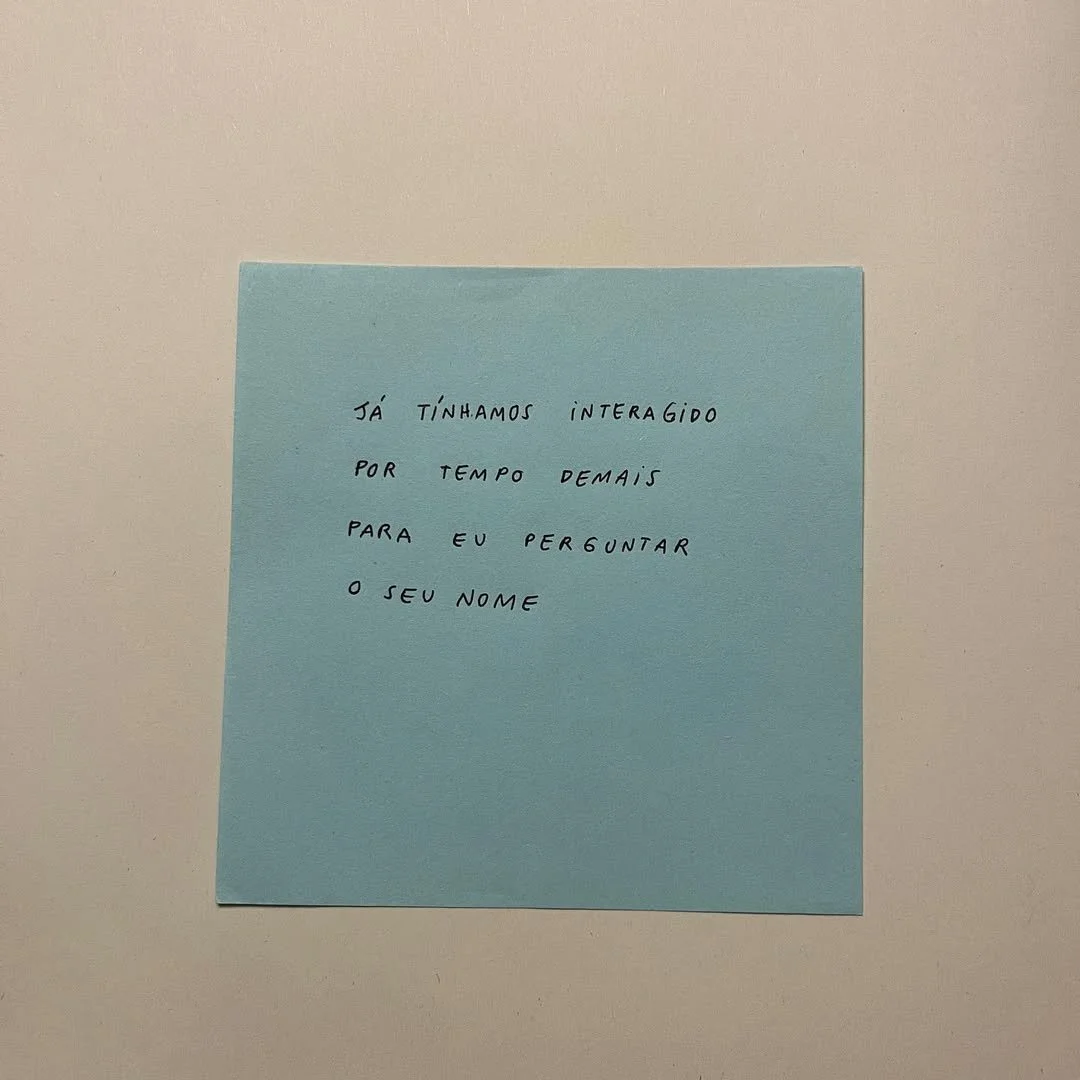 JÁ TÍNHAMOS INTERAGIDO
POR TEMPO DEMAIS
PARA EU PERGUNTAR
O SEU NOME